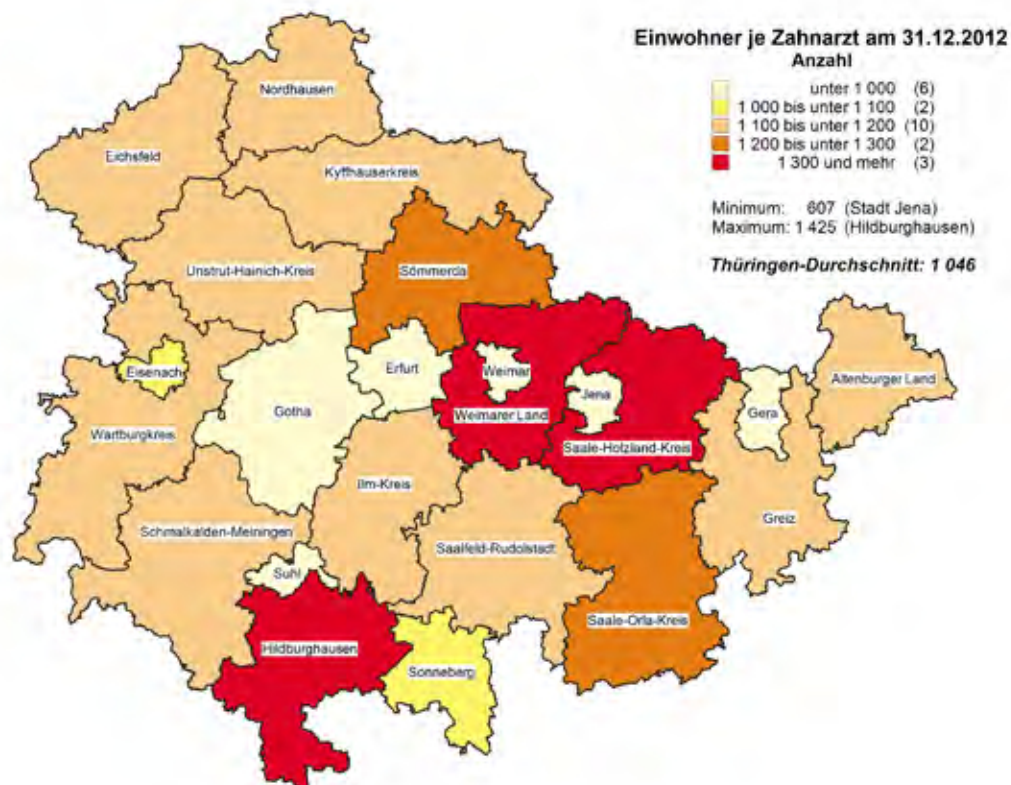 Einwohner je Zahnarzt am 31.12.2012
Anzahl
unter 1 000 (6)
1 000 bis unter 1 100 (2)
1 100 bis unter 1 200 (10)
1 200 bis unter 1 300 (2)
1 300 und mehr (3)
Minimum: 607 (Stadt Jena)
Maximum: 1 425 (Hildburghausen)
Thüringen-Durchschnitt: 1 046
Nordhausen
Eichsfeld
Kyffhäuserkreis
Unstrut-Hainich-Kreis
Sömmerda
Eisenach
Erfurt
Weimar
Altenburger Land
Jena
Gotha
Weimarer Land
Gera
Wartburgkreis
Saale-Holzland-Kreis
Ilm-Kreis
Greiz
Schmalkalden-Meiningen
Saalfeld-Rudolstadt
Suhl
Saale-Orla-Kreis
Hildburghausen
Sonneberg